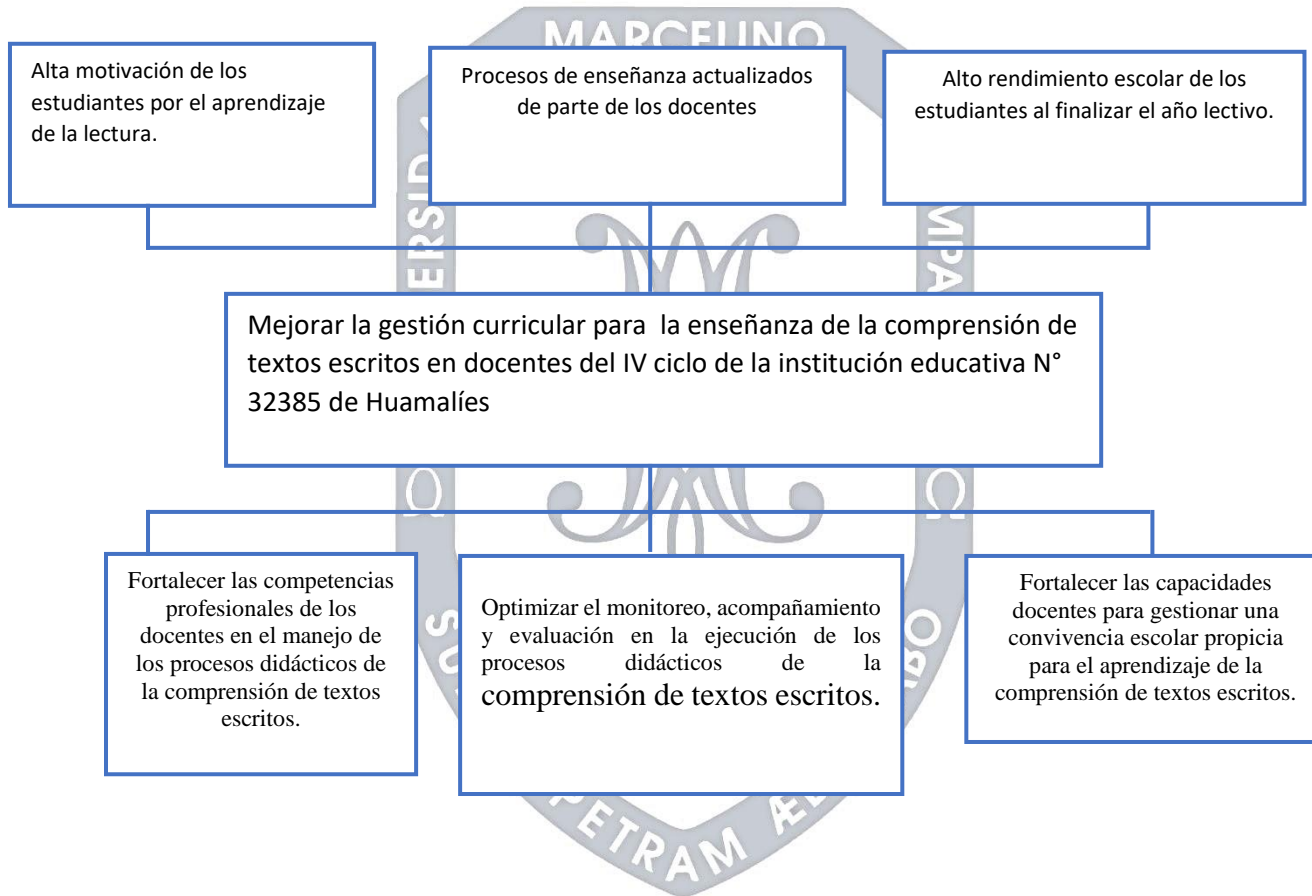 MARCELINO
Alta motivación de los
estudiantes por el aprendizaje
de la lectura.
Procesos de enseñanza actualizados
de parte de los docentes
Alto rendimiento escolar de los
estudiantes al finalizar el año lectivo.
Mejorar la gestión curricular para  la enseñanza de la comprensión de
textos escritos en docentes del IV ciclo de la institución educativa N°
32385 de Huamalíes
Fortalecer las competencias
profesionales de los
docentes en el manejo de
los procesos didácticos de
la comprensión de textos
escritos.
Optimizar el monitoreo, acompañamiento
y evaluación en la ejecución de los
procesos didácticos de la
comprensión de textos escritos.
Fortalecer las capacidades
docentes para gestionar una
convivencia escolar propicia
para el aprendizaje de la
comprensión de textos escritos.
PETRAM